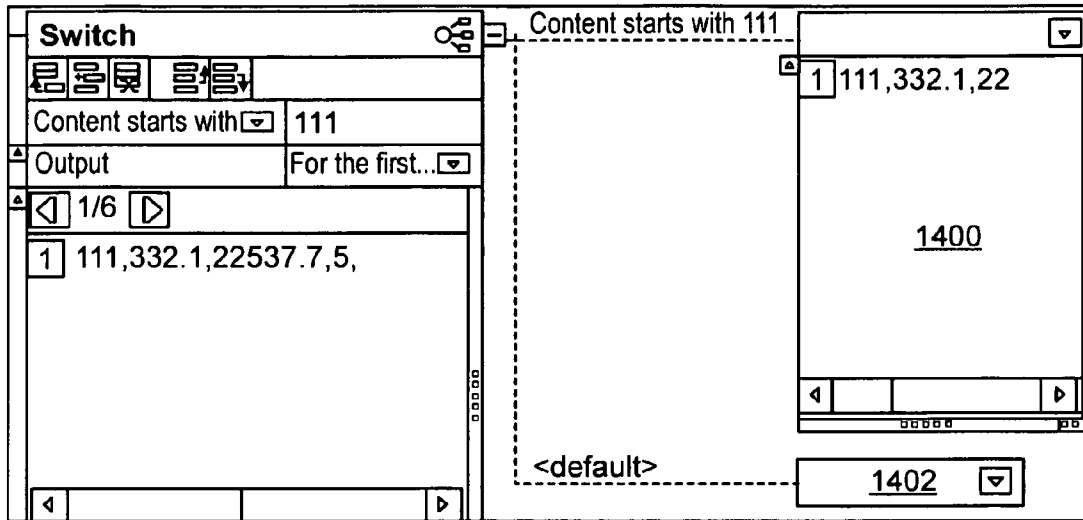 Switch
Content starts with 111
Output For the first...
1/6
1 111,332.1,22537.7,5,
Content starts with 111
1 111,332.1,22
1400
<default>
1402